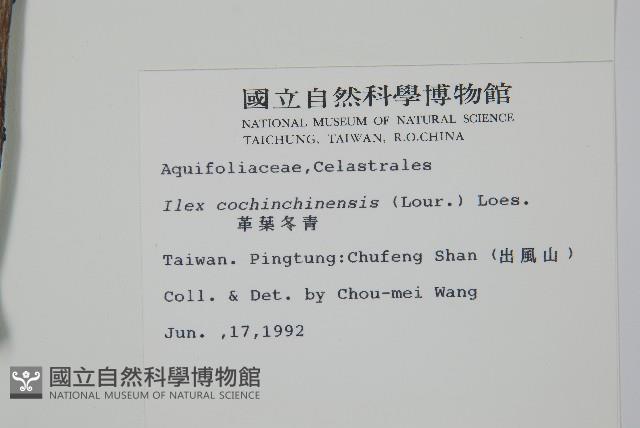 國立自然科學博物館
NATIONAL MUSEUM OF NATURAL SCIENCE
TAICHUNG, TAIWAN, R.O.CHINA
Aquifoliaceae,Celastrales
Ilex cochinchinensis (Lour.) Loes.
革葉冬青
Taiwan. Pingtung:Chufeng Shan (出風山)
Coll. & Det. by Chou-mei Wang
Jun. ,17,1992
國立自然科學博物館
NATIONAL MUSEUM OF NATURAL SCIENCE